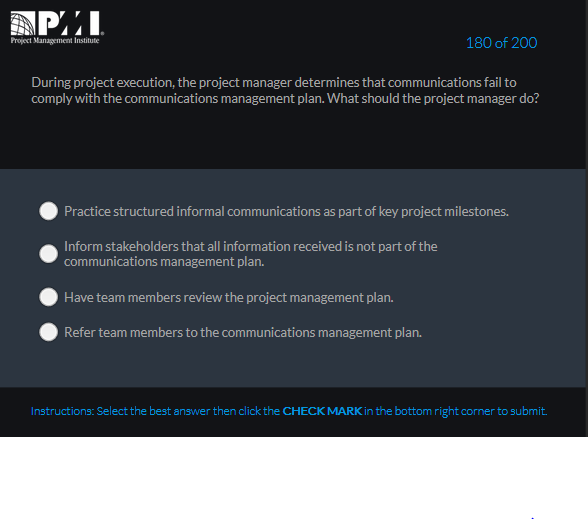 PMI.
Project Management Institute
180 of 200
During project execution, the project manager determines that communications fail to
comply with the communications management plan. What should the project manager do?
Practice structured informal communications as part of key project milestones.
Inform stakeholders that all information received is not part of the
communications management plan.
Have team members review the project management plan.
Refer team members to the communications management plan.
Instructions: Select the best answer then click the CHECK MARK in the bottom right corner to submit.